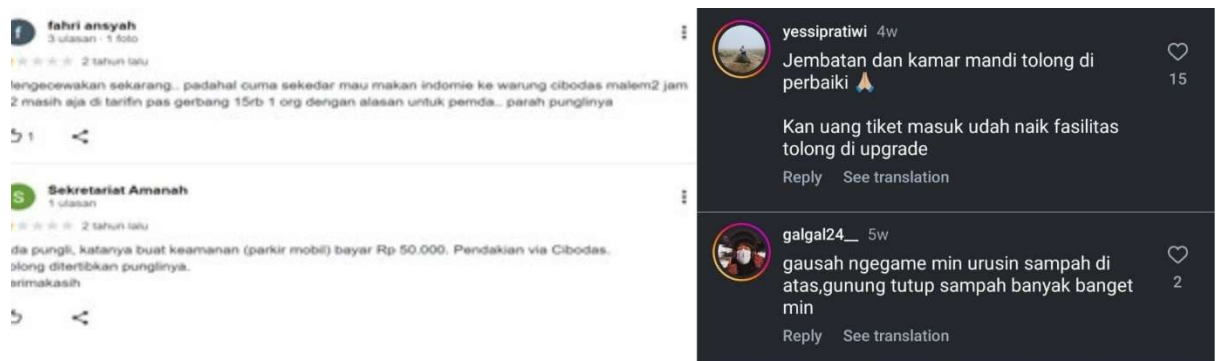 fahri ansyah
3 ulasan · 1 foto
2 tahun lalu
engecewakan sekarang.. padahal cuma sekedar mau makan indomie ke warung cibodas malem2 jam
2 masih aja di tarifin pas gerbang 15rb 1 org dengan alasan untuk pemda.. parah punglinya
1
S
Sekretariat Amanah
1 ulasan
2 tahun lalu
da pungli, katanya buat keamanan (parkir mobil) bayar Rp 50.000. Pendakian via Cibodas.
olong ditertibkan punglinya.
erimakasih
yessipratiwi 4w
Jembatan dan kamar mandi tolong di
perbaiki 🙏🏼
15
Kan uang tiket masuk udah naik fasilitas
tolong di upgrade
Reply See translation
galgal24__ 5w
gausah ngegame min urusin sampah di
atas,gunung tutup sampah banyak banget
min
2
Reply See translation